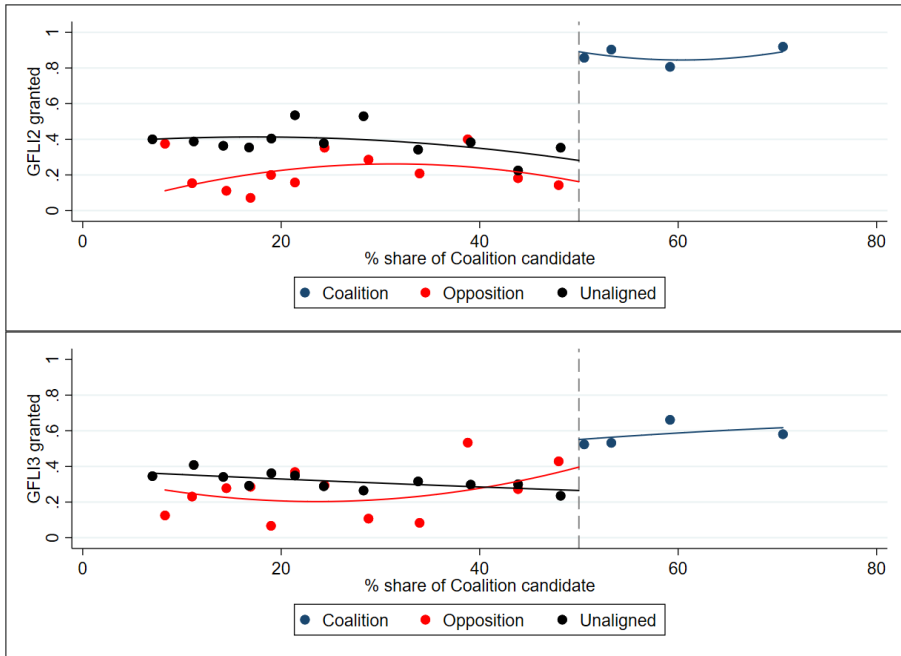 GFLI2 granted
1
.8
.6
.4
.2
0
0 20 40 60 80
% share of Coalition candidate
Coalition Opposition Unaligned
GFLI3 granted
1
.8
.6
.4
.2
0
0 20 40 60 80
% share of Coalition candidate
Coalition Opposition Unaligned